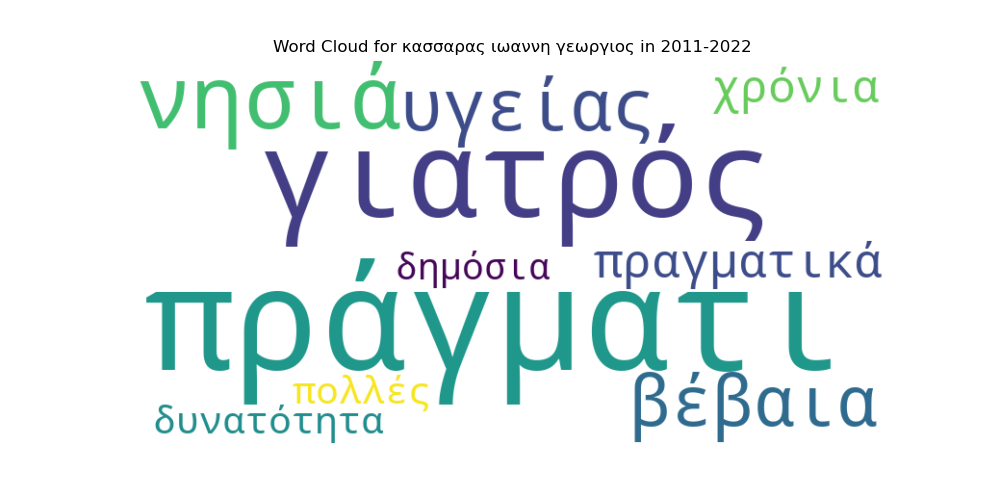 Word Cloud for κασσαρας ιωαννη γεωργιος in 2011-2022
νησιά υγείας χρόνια
γιατρός
δημόσια πραγματικά
πράγματι
πολλές βέβαια
δυνατότητα